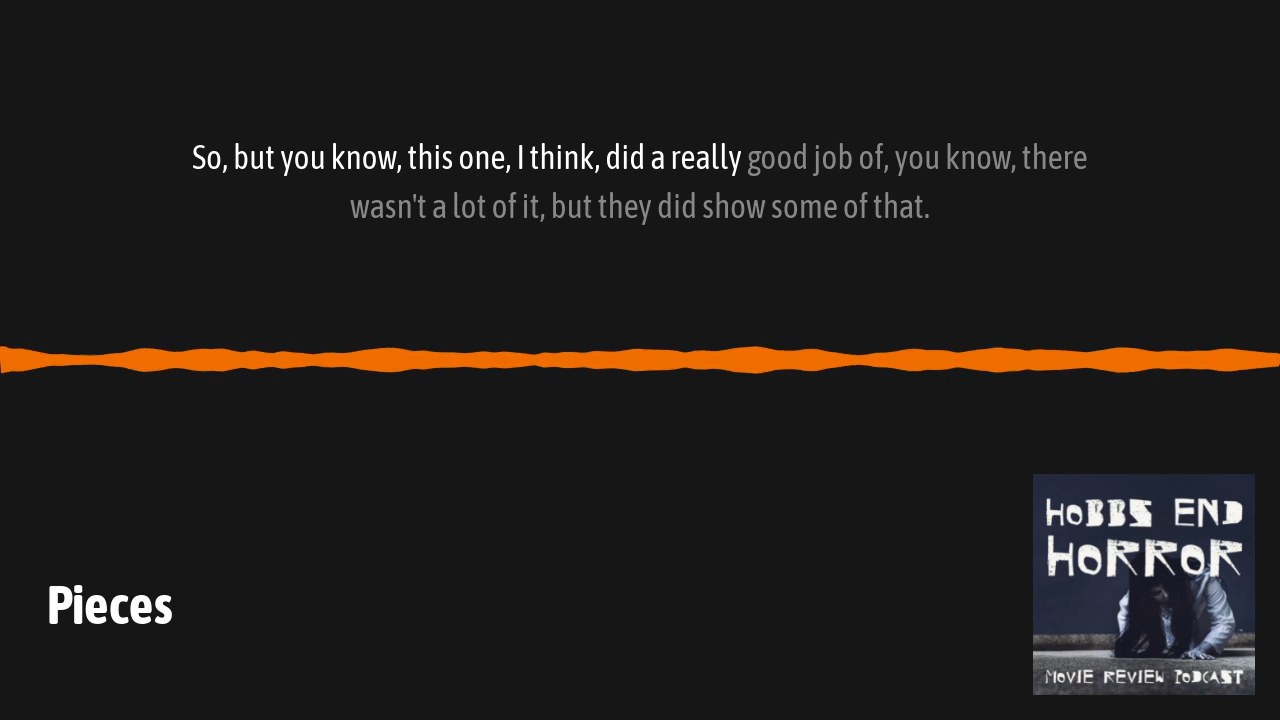 So, but you know, this one, I think, did a really good job of, you know, there
wasn't a lot of it, but they did show some of that.
HOBBS END
HORROR
Pieces
MOVIE REVIEW PODCAST